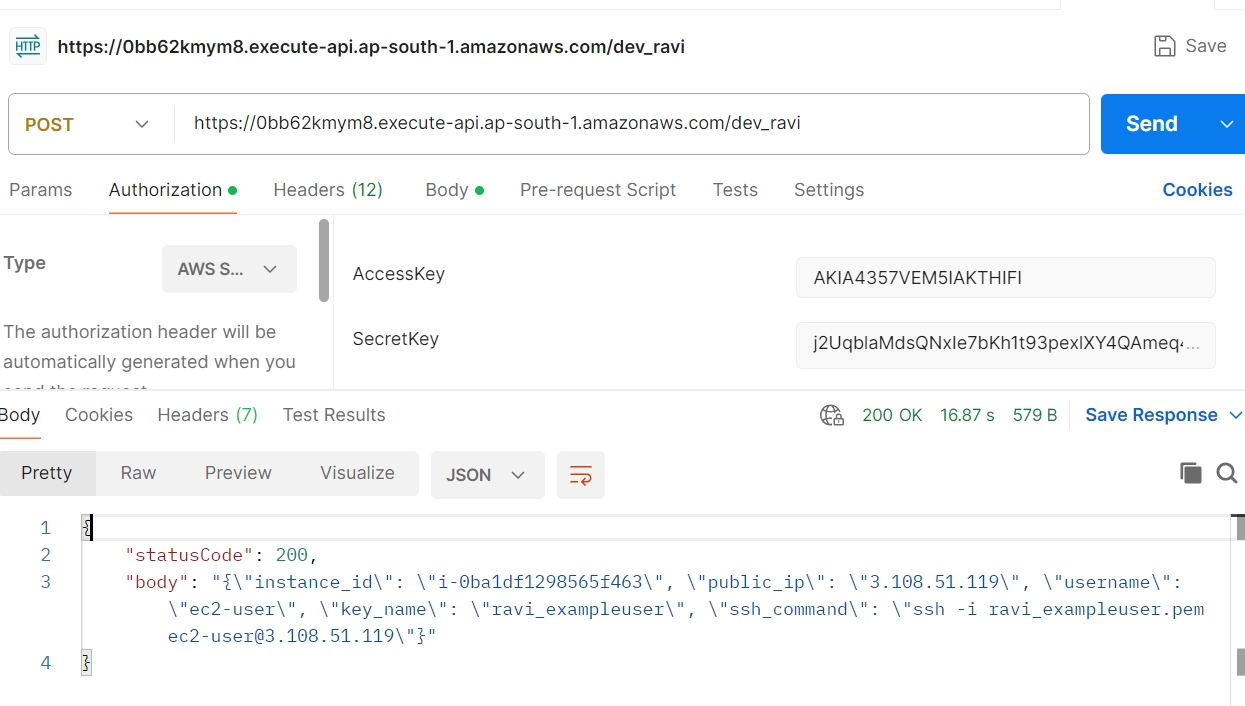 HTTP https://0bb62kmym8.execute-api.ap-south-1.amazonaws.com/dev_ravi Save
POST https://0bb62kmym8.execute-api.ap-south-1.amazonaws.com/dev_ravi Send
Params Authorization Headers (12) Body Pre-request Script Tests Settings Cookies
Type AWS S...
The authorization header will be
automatically generated when you
send the request.
AccessKey AKIA4357VEM5IAKTHIFI
SecretKey
Body Cookies Headers (7) Test Results 200 OK 16.87 s 579 B Save Response
Pretty Raw Preview Visualize JSON
1 {
2 "statusCode": 200,
3 "body": "{\"instance_id\": \"i-0ba1df1298565f463\", \"public_ip\": \"3.108.51.119\", \"username\":
\"ec2-user\", \"key_name\": \"ravi_exampleuser\", \"ssh_command\": \"ssh -i ravi_exampleuser.pem
ec2-user@3.108.51.119\"}"
4 }